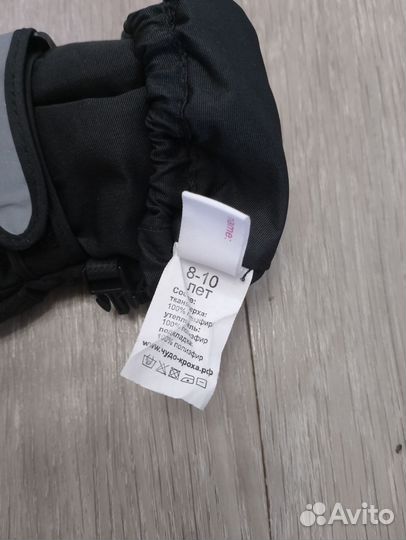 name:
8-10
лет
Состав:
ткань верха:
100% полиэфир
утеплитель:
100% полиэфир
подкладка:
100% полиэфир
www.чудо-кроха.рф
Avito